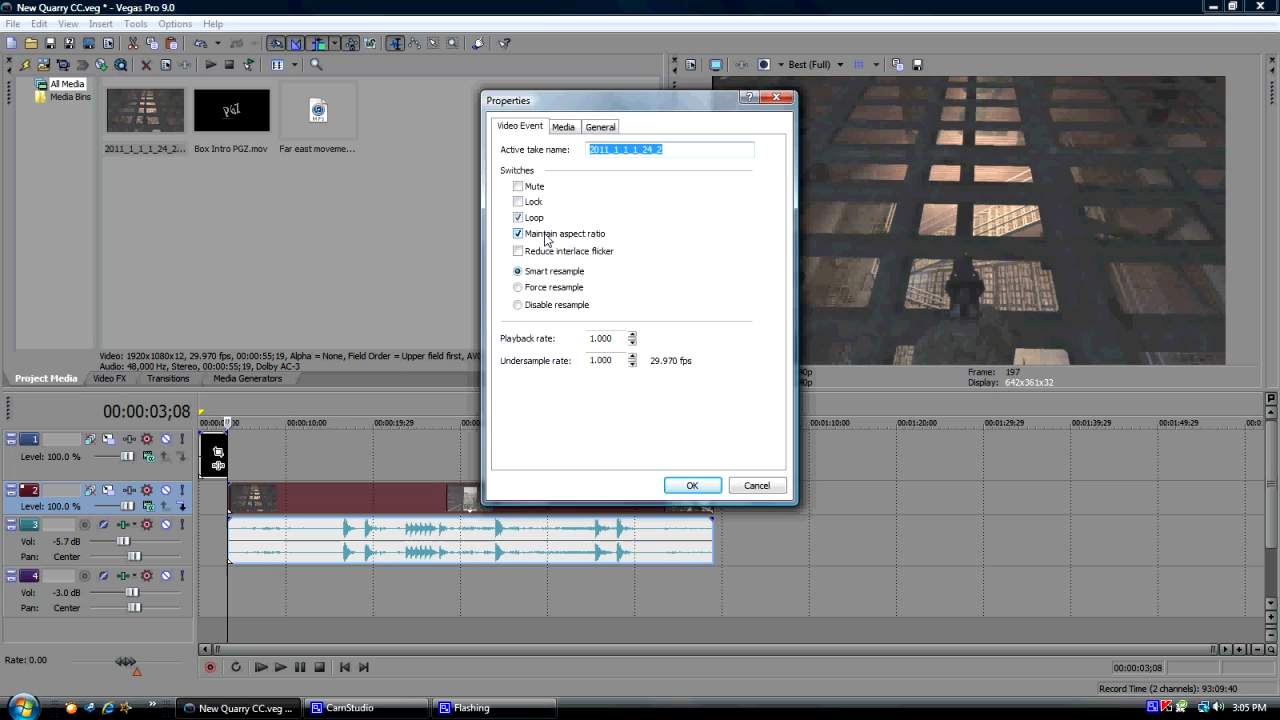 New Quarry CC.veg * - Vegas Pro 9.0
File Edit View Insert Tools Options Help
All Media
Media Bins
PGZ
MP3
2011_1_1_1_24_2...
Box Intro PGZ.mov
Far east moveme...
Best (Full)
Properties
Video Event Media General
Active take name: 2011_1_1_1_24_2
Switches
Mute
Lock
Loop
Maintain aspect ratio
Reduce interlace flicker
Smart resample
Force resample
Disable resample
Playback rate: 1.000
Undersample rate: 1.000 29.970 fps
OK Cancel
Video: 1920x1080x12, 29.970 fps, 00:00:55;19, Alpha = None, Field Order = Upper field first, AVC
Audio: 48,000 Hz, Stereo, 00:00:55;19, Dolby AC-3
Project Media Video FX Transitions Media Generators
Frame: 197
Display: 642x361x32
00:00:03;08
00:00:10;00 00:00:19;29 00:01:10;00 00:01:20;00 00:01:29;29 00:01:39;29 00:01:49;29
1
Level: 100.0 %
2
Level: 100.0 %
3
Vol: -5.7 dB
Pan: Center
4
Vol: -3.0 dB
Pan: Center
Rate: 0.00
00:00:03;08
Record Time (2 channels): 93:09:40
New Quarry CC.veg ... CamStudio Flashing 3:05 PM